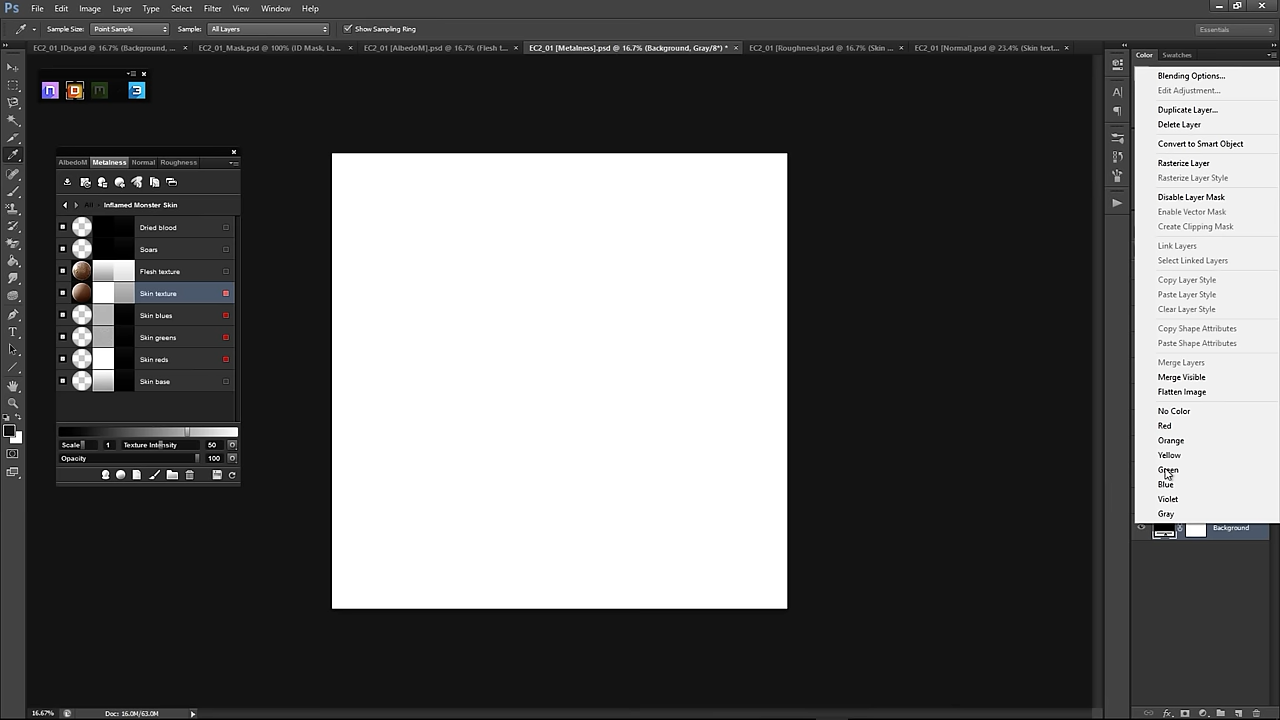 Ps File Edit Image Layer Type Select Filter View Window Help
Sample Size: Point Sample Sample: All Layers Show Sampling Ring Essentials
EC2_01_IDs.psd @ 16.7% (Background, ... × EC2_01_Mask.psd @ 100% (ID Mask, La... × EC2_01 [AlbedoM].psd @ 16.7% (Flesh t... × EC2_01 [Metalness].psd @ 16.7% (Background, Gray/8*) * × EC2_01 [Roughness].psd @ 16.7% (Skin ... × EC2_01 [Normal].psd @ 23.4% (Skin text... ×
Color Swatches
AlbedoM Metalness Normal Roughness
All Inflamed Monster Skin
Dried blood
Soars
Flesh texture
Skin texture
Skin blues
Skin greens
Skin reds
Skin base
Scale 1 Texture Intensity 50
Opacity 100
Blending Options...
Edit Adjustment...
Duplicate Layer...
Delete Layer
Convert to Smart Object
Rasterize Layer
Rasterize Layer Style
Disable Layer Mask
Enable Vector Mask
Create Clipping Mask
Link Layers
Select Linked Layers
Copy Layer Style
Paste Layer Style
Clear Layer Style
Copy Shape Attributes
Paste Shape Attributes
Merge Layers
Merge Visible
Flatten Image
No Color
Red
Orange
Yellow
Green
Blue
Violet
Gray
Background
16.67% Doc: 16.0M/63.0M